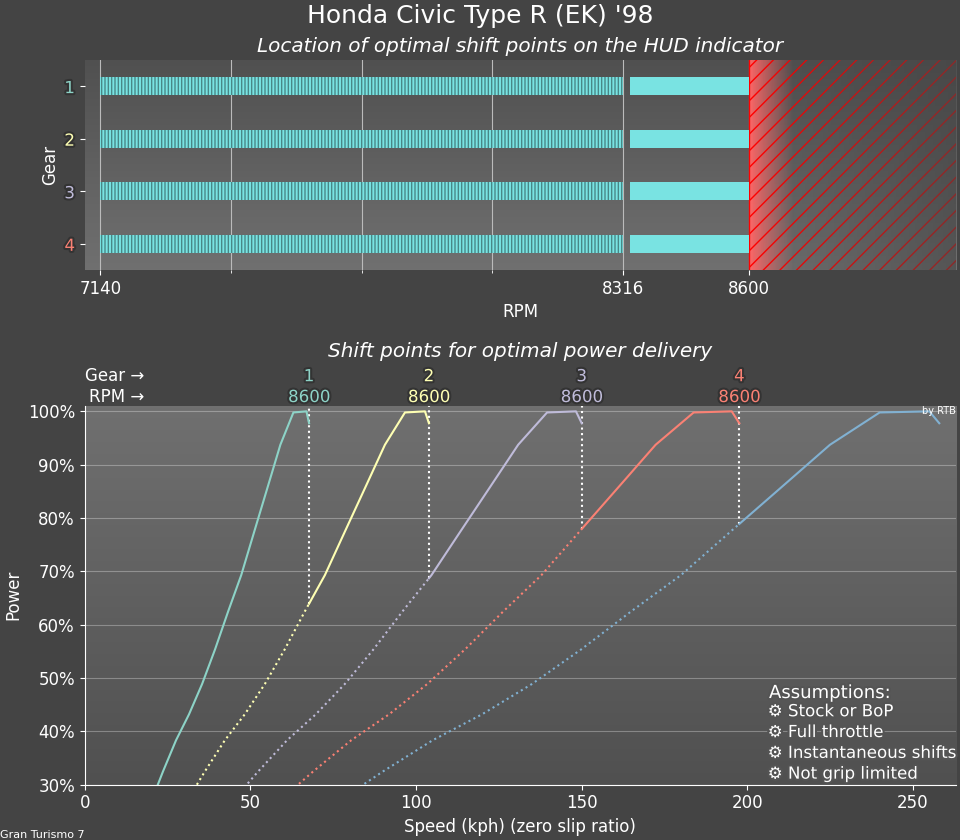 Honda Civic Type R (EK) '98
Location of optimal shift points on the HUD indicator
Gear
1
2
3
4
7140 8316 8600
RPM
Shift points for optimal power delivery
Gear → 1 2 3 4
RPM → 8600 8600 8600 8600
by RTB
Power
100%
90%
80%
70%
60%
50%
40%
30%
Assumptions:
⚙ Stock or BoP
⚙ Full throttle
⚙ Instantaneous shifts
⚙ Not grip limited
0 50 100 150 200 250
Speed (kph) (zero slip ratio)
Gran Turismo 7